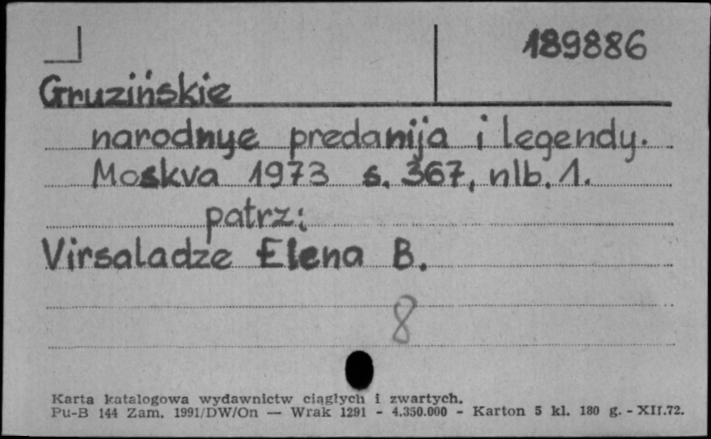 189886
Gruzińskie
narodnye predanija i legendy.
Moskva 1973 s. 367, nlb. 1.
patrz:
Virsaladze Elena B.
8
Karta katalogowa wydawnictw ciągłych i zwartych.
Pu-B 144 Zam. 1991/DW/On — Wrak 1291 - 4.350.000 - Karton 5 kl. 180 g. - XII.72.